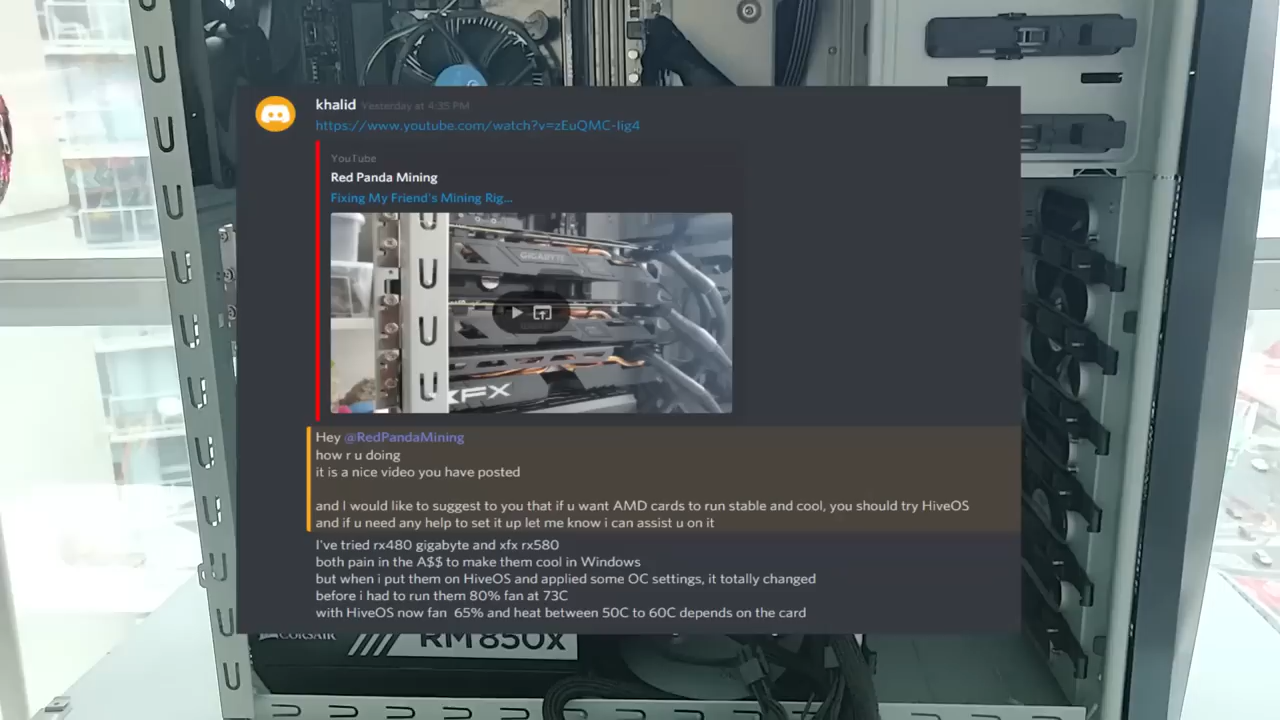 khalid Yesterday at 4:35 PM
https://www.youtube.com/watch?v=zEuQMC-Iig4
YouTube
Red Panda Mining
Fixing My Friend's Mining Rig...
GIGABYTE
XFX
Hey @RedPandaMining
how r u doing
it is a nice video you have posted
and I would like to suggest to you that if u want AMD cards to run stable and cool, you should try HiveOS
and if u need any help to set it up let me know i can assist u on it
I've tried rx480 gigabyte and xfx rx580
both pain in the A$$ to make them cool in Windows
but when i put them on HiveOS and applied some OC settings, it totally changed
before i had to run them 80% fan at 73C
with HiveOS now fan 65% and heat between 50C to 60C depends on the card
CORSAIR
RM850x